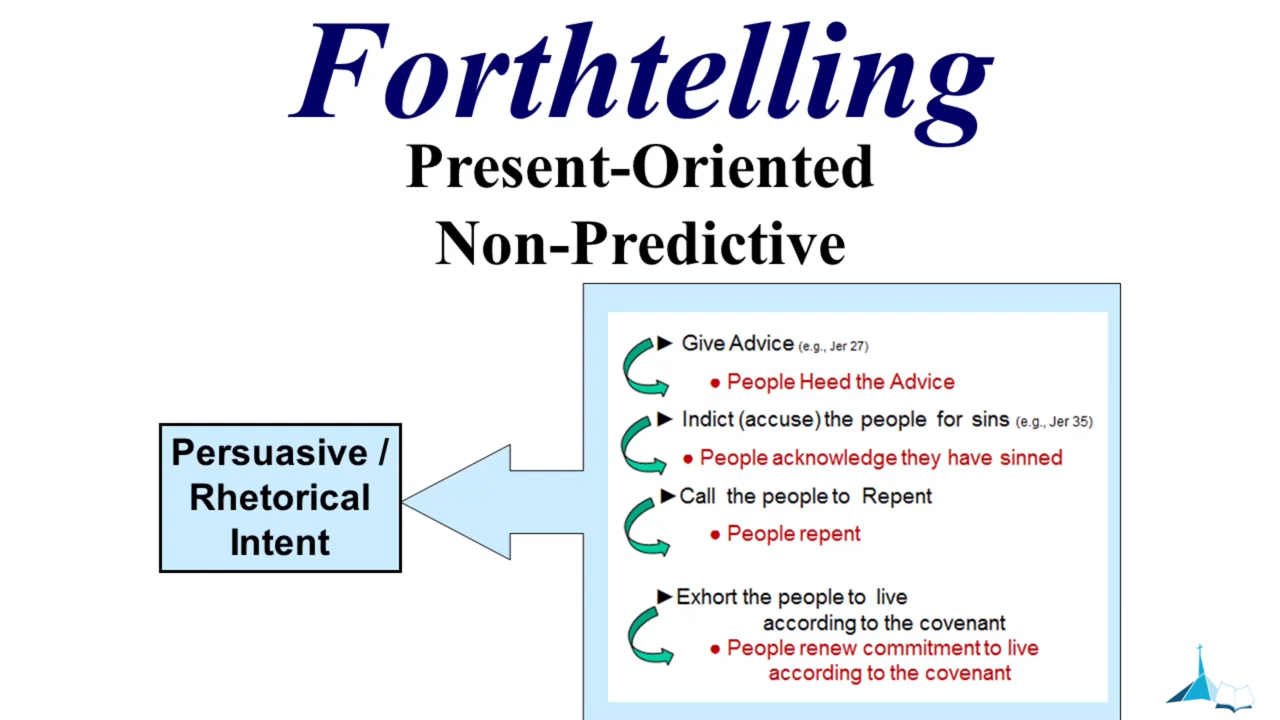 Forthtelling
Present-Oriented
Non-Predictive
Persuasive /
Rhetorical
Intent
► Give Advice (e.g., Jer 27)
● People Heed the Advice
► Indict (accuse) the people for sins (e.g., Jer 35)
● People acknowledge they have sinned
► Call the people to Repent
● People repent
► Exhort the people to live
according to the covenant
● People renew commitment to live
according to the covenant